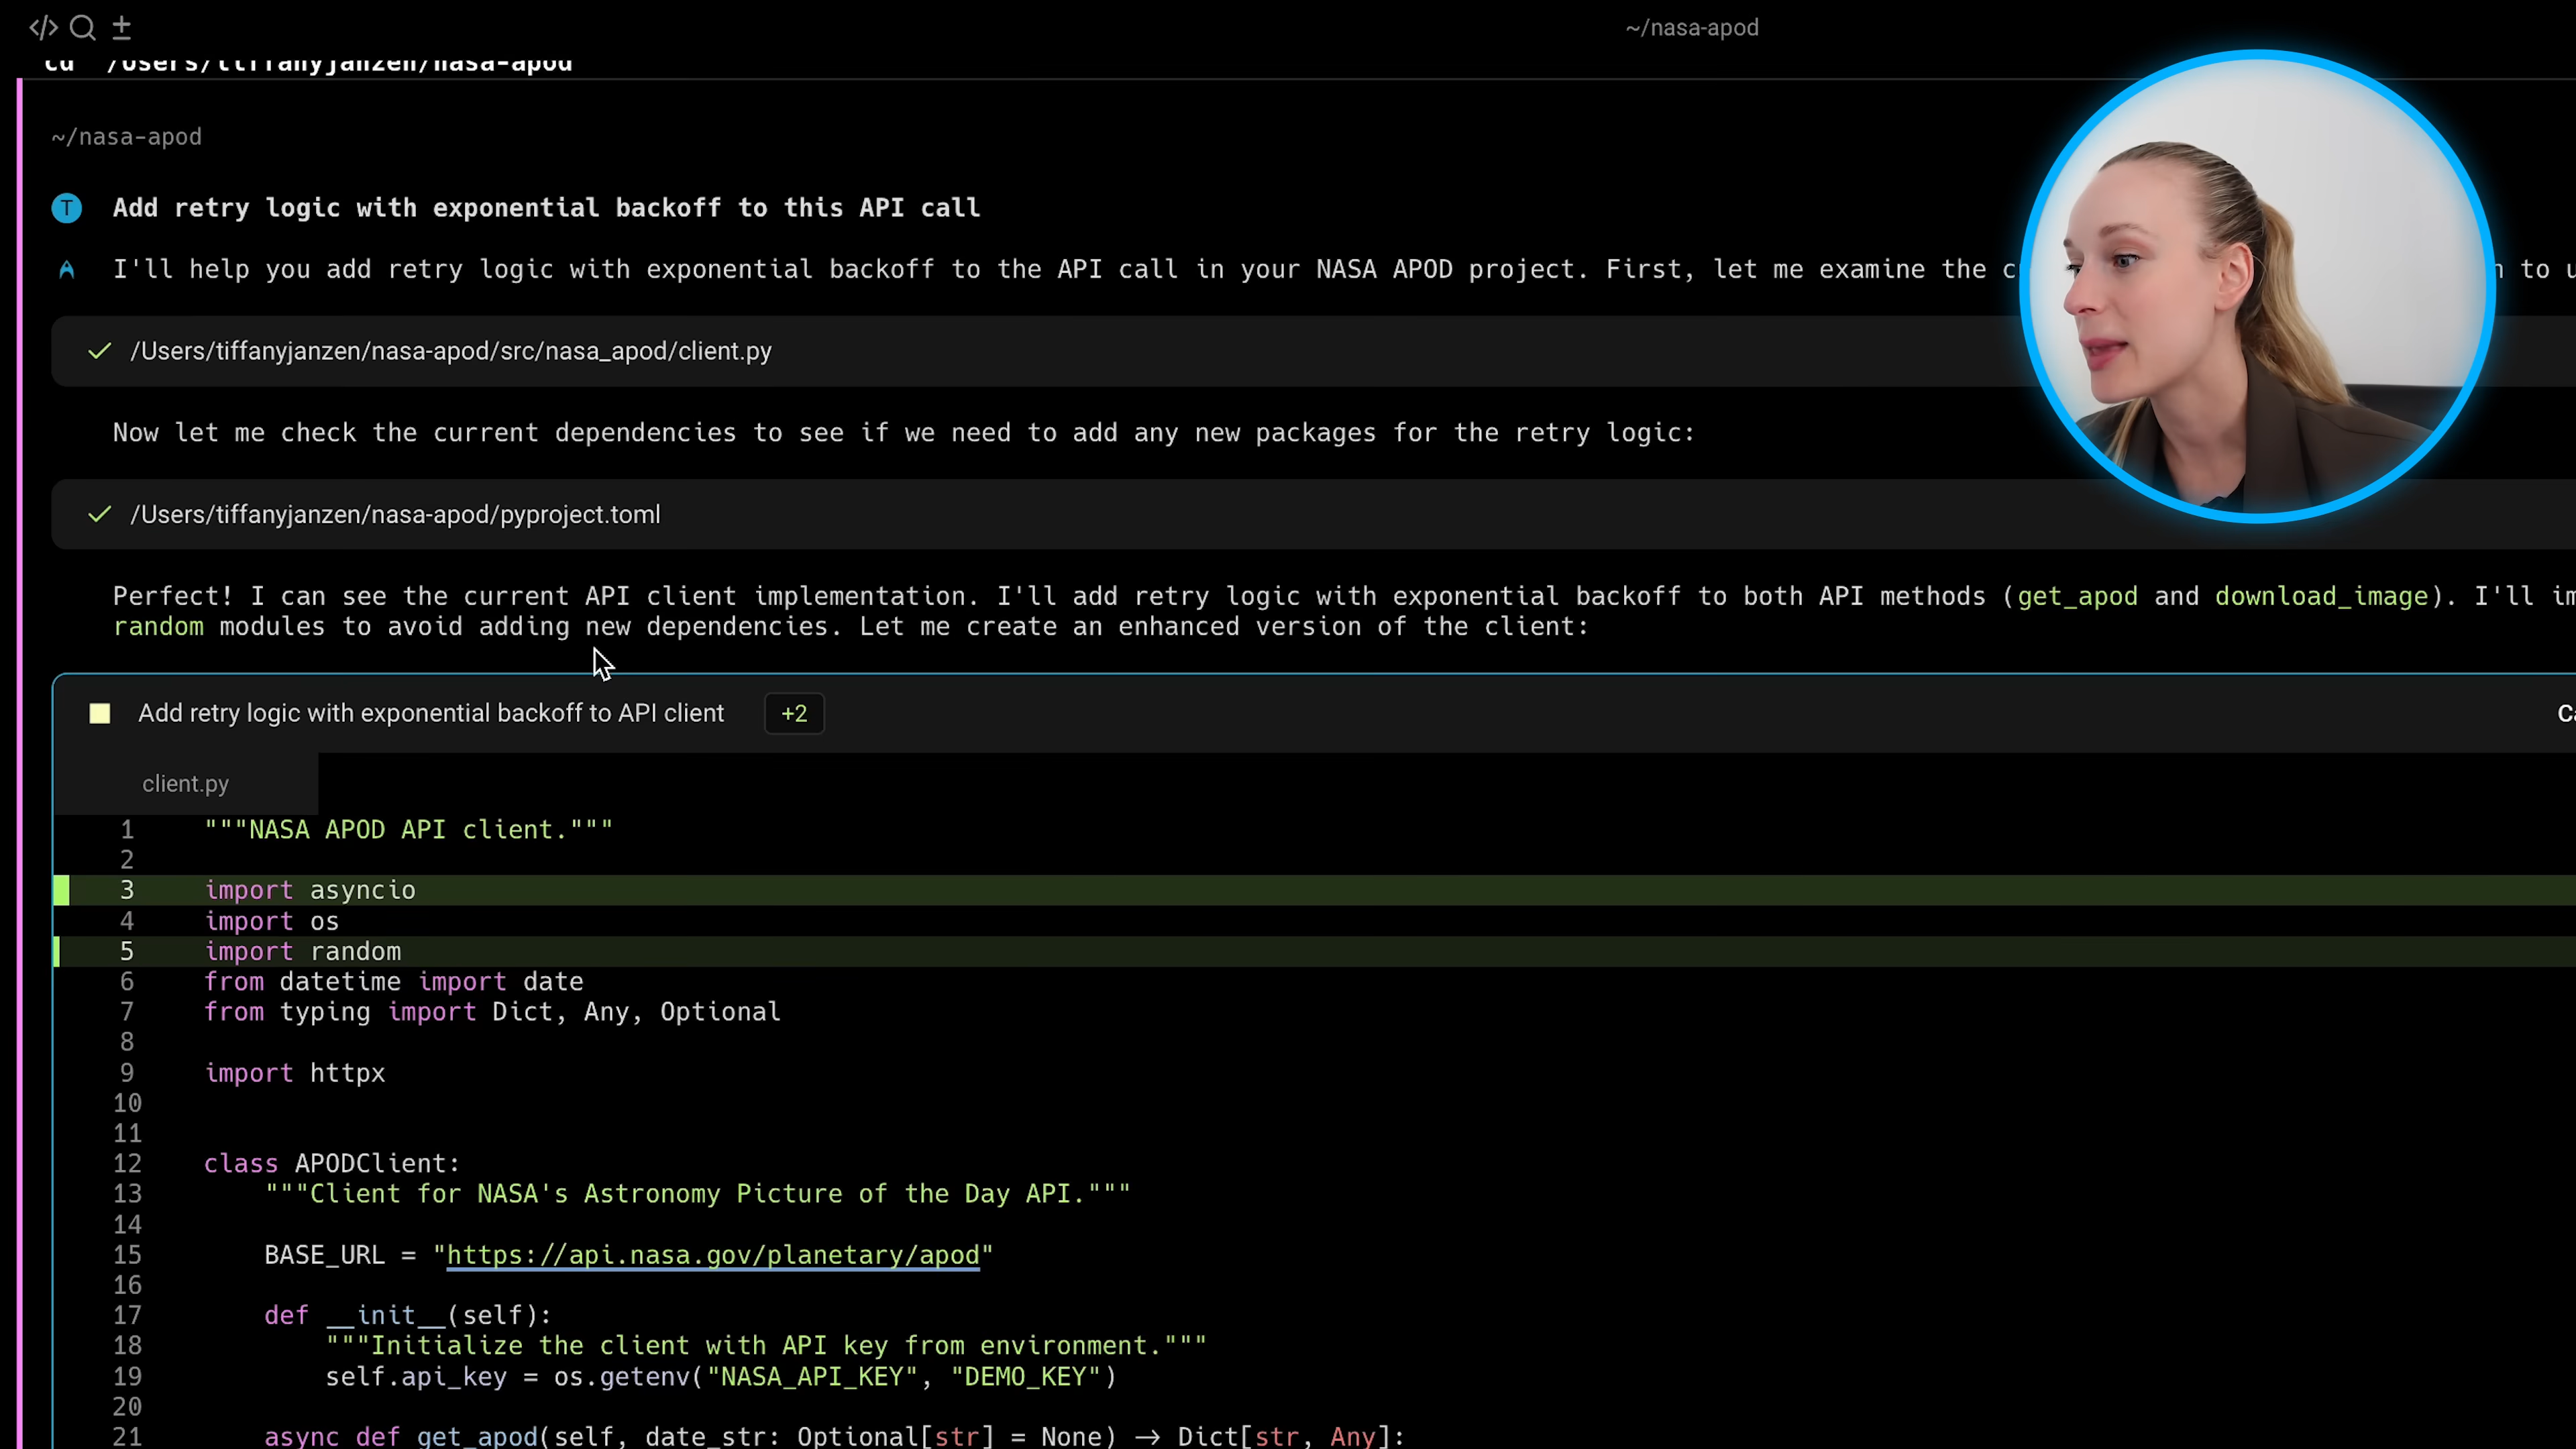 ~/nasa-apod
cd /Users/tiffanyjanzen/nasa-apod
~/nasa-apod
T Add retry logic with exponential backoff to this API call
I'll help you add retry logic with exponential backoff to the API call in your NASA APOD project. First, let me examine the to
/Users/tiffanyjanzen/nasa-apod/src/nasa_apod/client.py
Now let me check the current dependencies to see if we need to add any new packages for the retry logic:
/Users/tiffanyjanzen/nasa-apod/pyproject.toml
Perfect! I can see the current API client implementation. I'll add retry logic with exponential backoff to both API methods (get_apod and download_image). I'll
random modules to avoid adding new dependencies. Let me create an enhanced version of the client:
Add retry logic with exponential backoff to API client +2
client.py
1 """NASA APOD API client."""
2
3 import asyncio
4 import os
5 import random
6 from datetime import date
7 from typing import Dict, Any, Optional
8
9 import httpx
10
11
12 class APODClient:
13 """Client for NASA's Astronomy Picture of the Day API."""
14
15 BASE_URL = "https://api.nasa.gov/planetary/apod"
16
17 def __init__(self):
18 """Initialize the client with API key from environment."""
19 self.api_key = os.getenv("NASA_API_KEY", "DEMO_KEY")
20
21 async def get_apod(self, date_str: Optional[str] = None) → Dict[str, Any]: